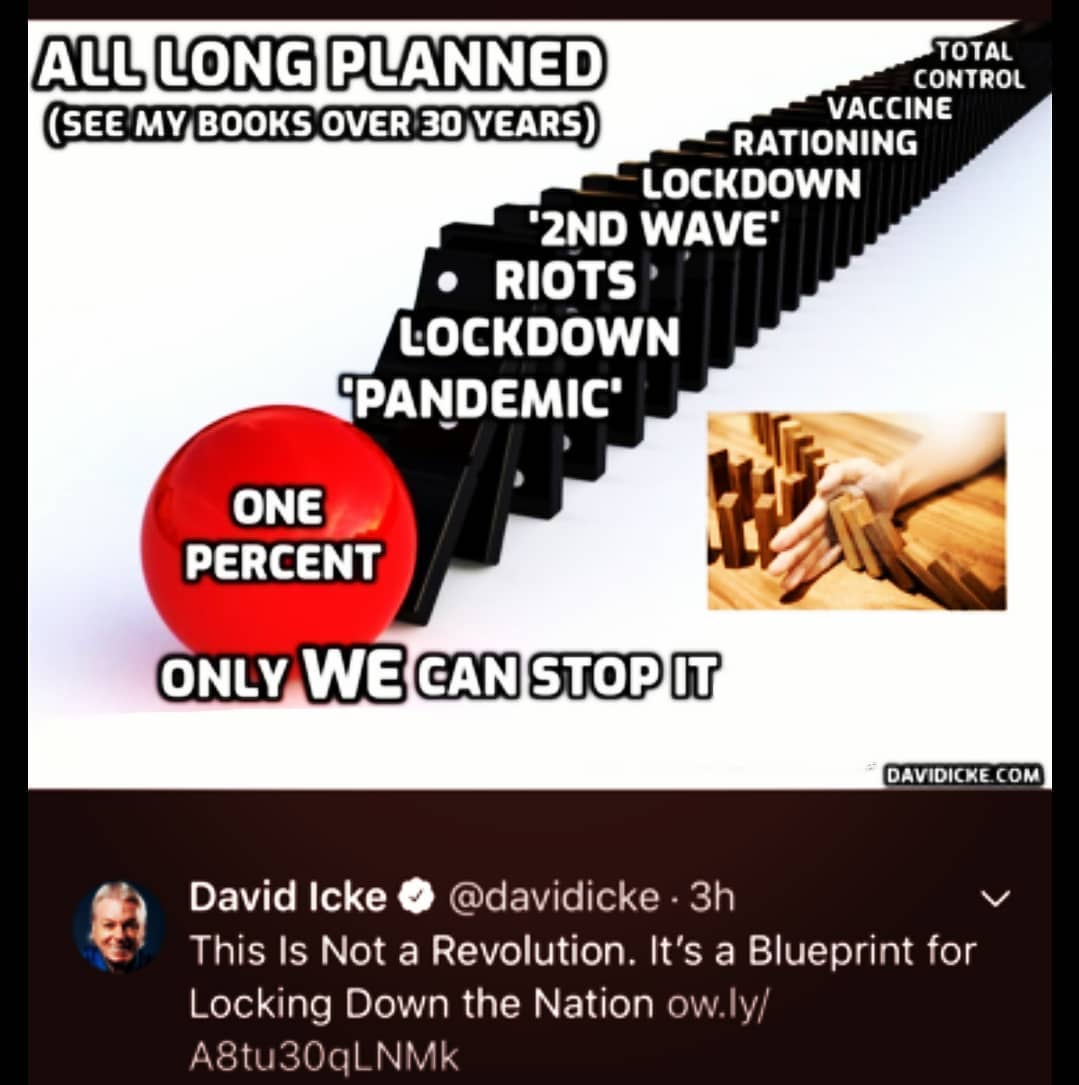 ALL LONG PLANNED
(SEE MY BOOKS OVER 30 YEARS)
TOTAL
CONTROL
VACCINE
RATIONING
LOCKDOWN
'2ND WAVE'
RIOTS
LOCKDOWN
'PANDEMIC'
ONE
PERCENT
ONLY WE CAN STOP IT
DAVIDICKE.COM
David Icke @davidicke · 3h
This Is Not a Revolution. It’s a Blueprint for
Locking Down the Nation ow.ly/
A8tu30qLNMk